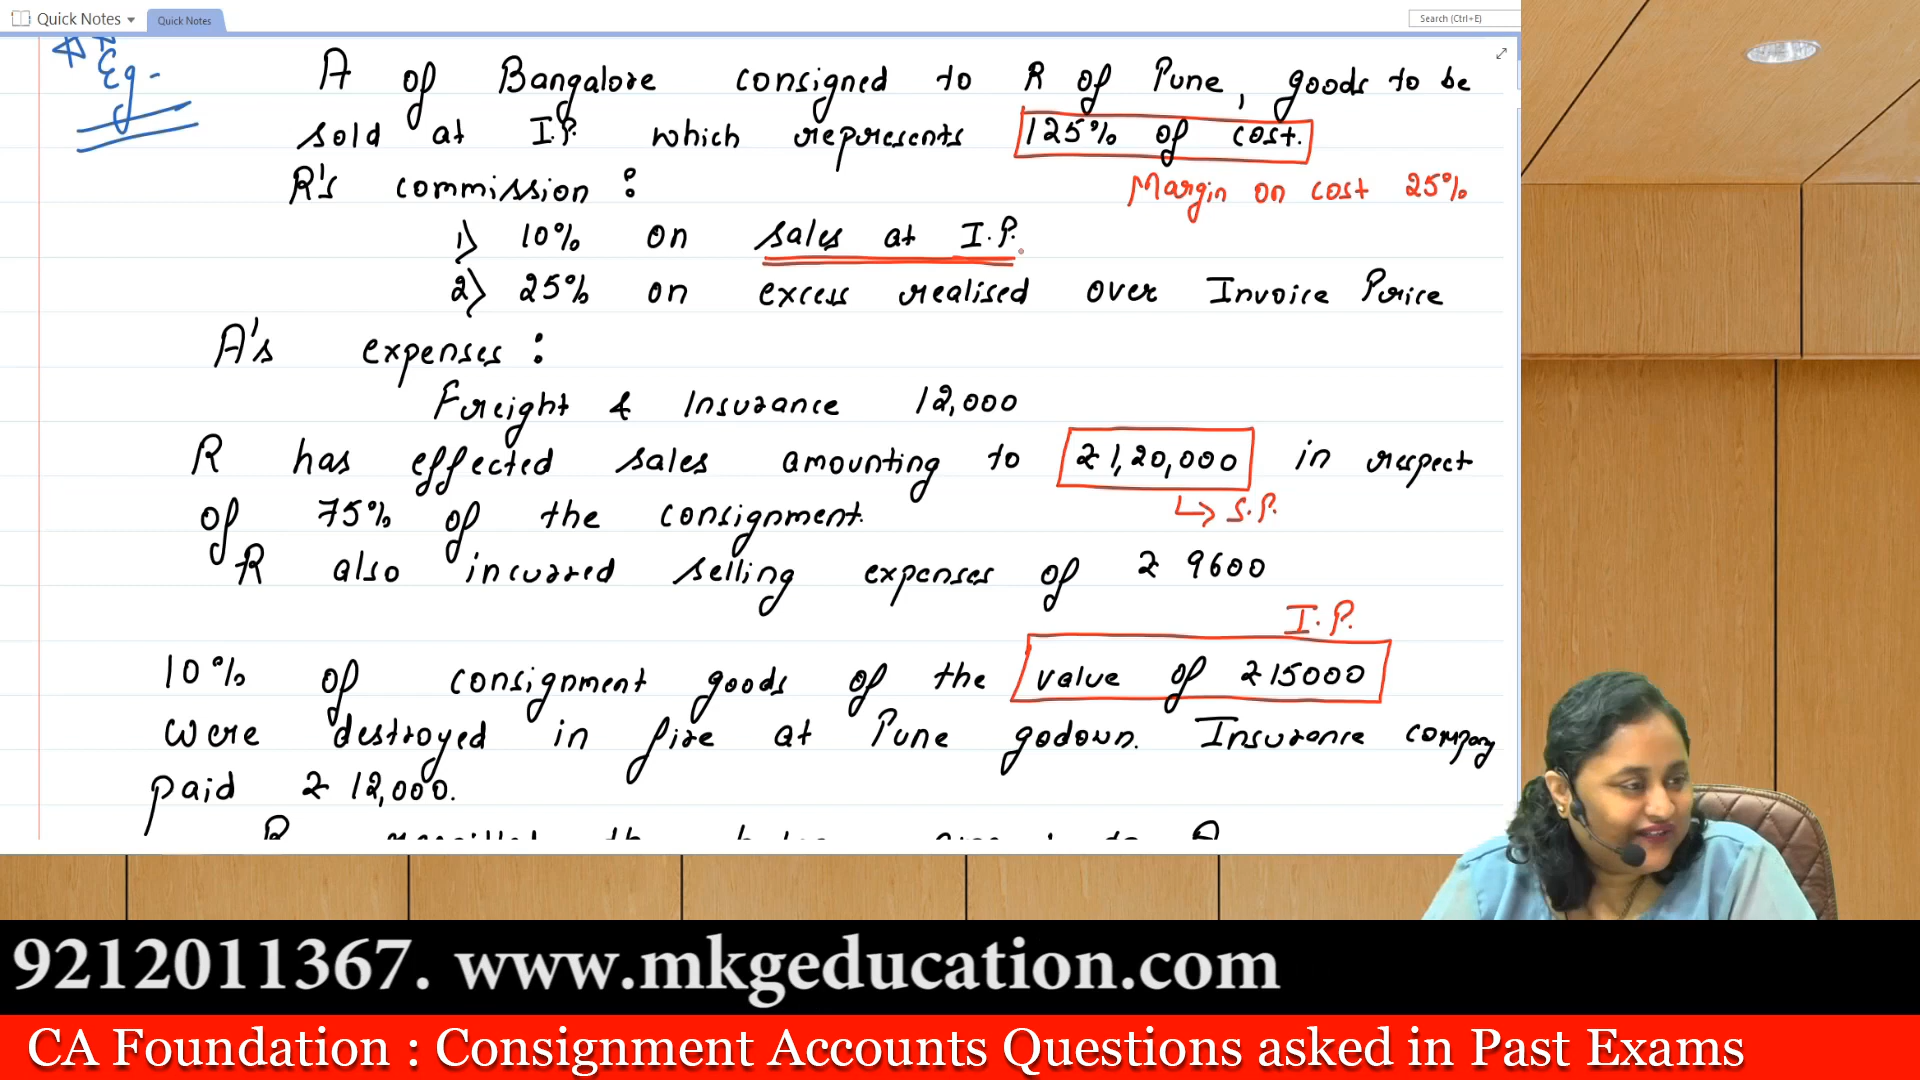 Quick Notes
Quick Notes
Search (Ctrl+E)
Eg -
A of Bangalore consigned to R of Pune, goods to be
sold at I.P. which represents 125% of cost.
Margin on cost 25%
R's commission :
1) 10% on sales at I.P.
2) 25% on excess realised over Invoice Price
A's expenses :
Freight & Insurance 12,000
R has effected sales amounting to ₹1,20,000 in respect
↳ S.P.
of 75% of the consignment.
R also incurred selling expenses of ₹ 9600
I.P.
10% of consignment goods of the value of ₹15000
were destroyed in fire at Pune godown. Insurance company
paid ₹ 12,000.
9212011367. www.mkgeducation.com
CA Foundation : Consignment Accounts Questions asked in Past Exams